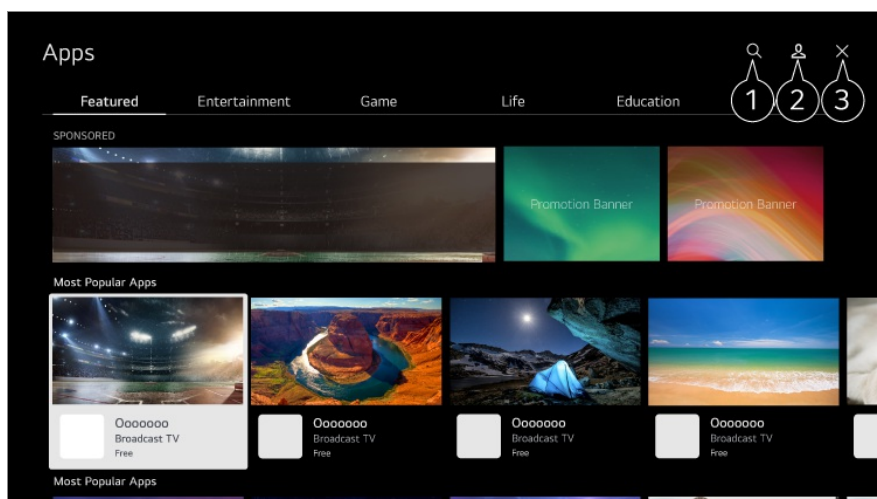 Apps
1 2 3
Featured Entertainment Game Life Education
SPONSORED
Promotion Banner Promotion Banner
Most Popular Apps
Ooooooo Ooooooo Ooooooo Ooooooo
Broadcast TV Broadcast TV Broadcast TV Broadcast TV
Free Free Free Free
Most Popular Apps